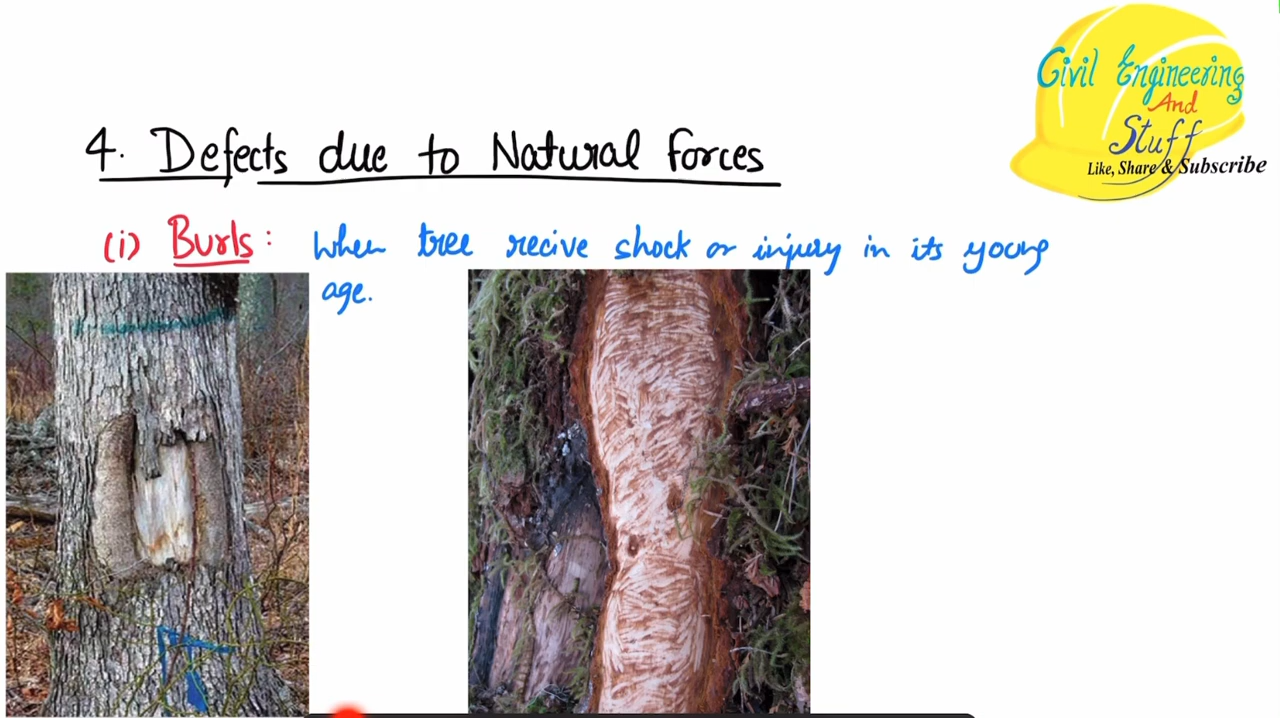 Civil Engineering
And
Stuff
Like, Share & Subscribe
4. Defects due to Natural forces
(i) Burls: When tree recive shock or injury in its young
age.